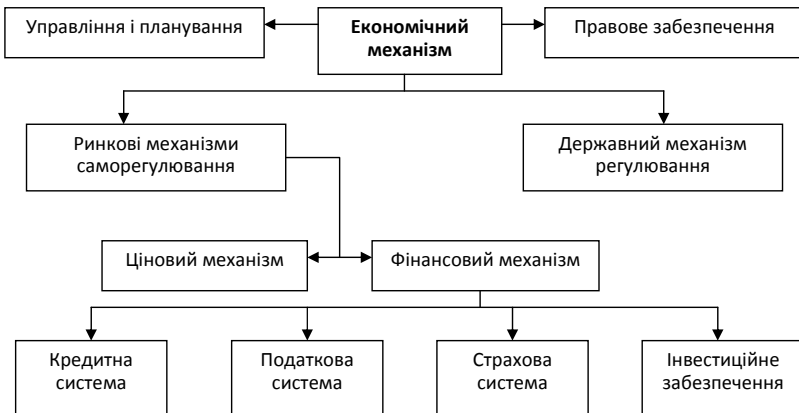 Управління і планування
Економічний
механізм
Правове забезпечення
Ринкові механізми
саморегулювання
Державний механізм
регулювання
Ціновий механізм
Фінансовий механізм
Кредитна
система
Податкова
система
Страхова
система
Інвестиційне
забезпечення